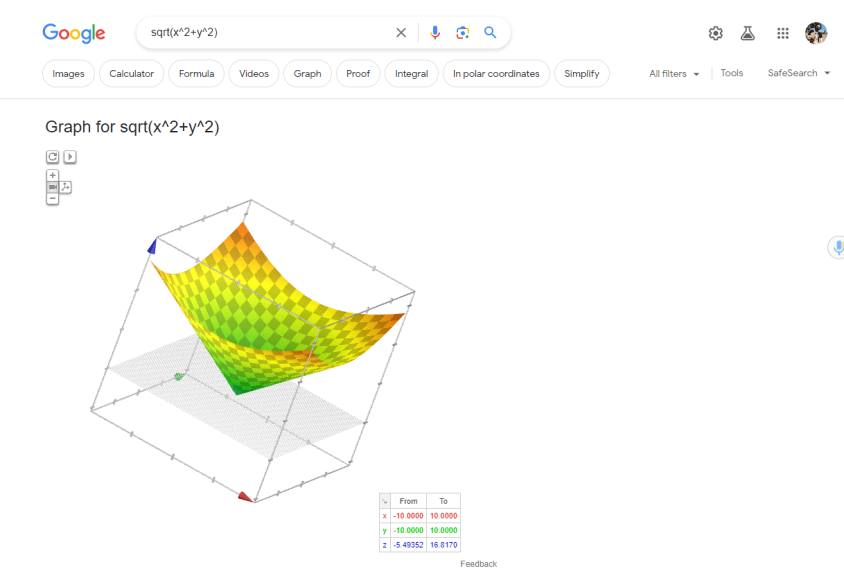 Google
sqrt(x^2+y^2)
Images Calculator Formula Videos Graph Proof Integral In polar coordinates Simplify All filters Tools SafeSearch
Graph for sqrt(x^2+y^2)
From To
x -10.0000 10.0000
y -10.0000 10.0000
z -5.49352 16.8170
Feedback